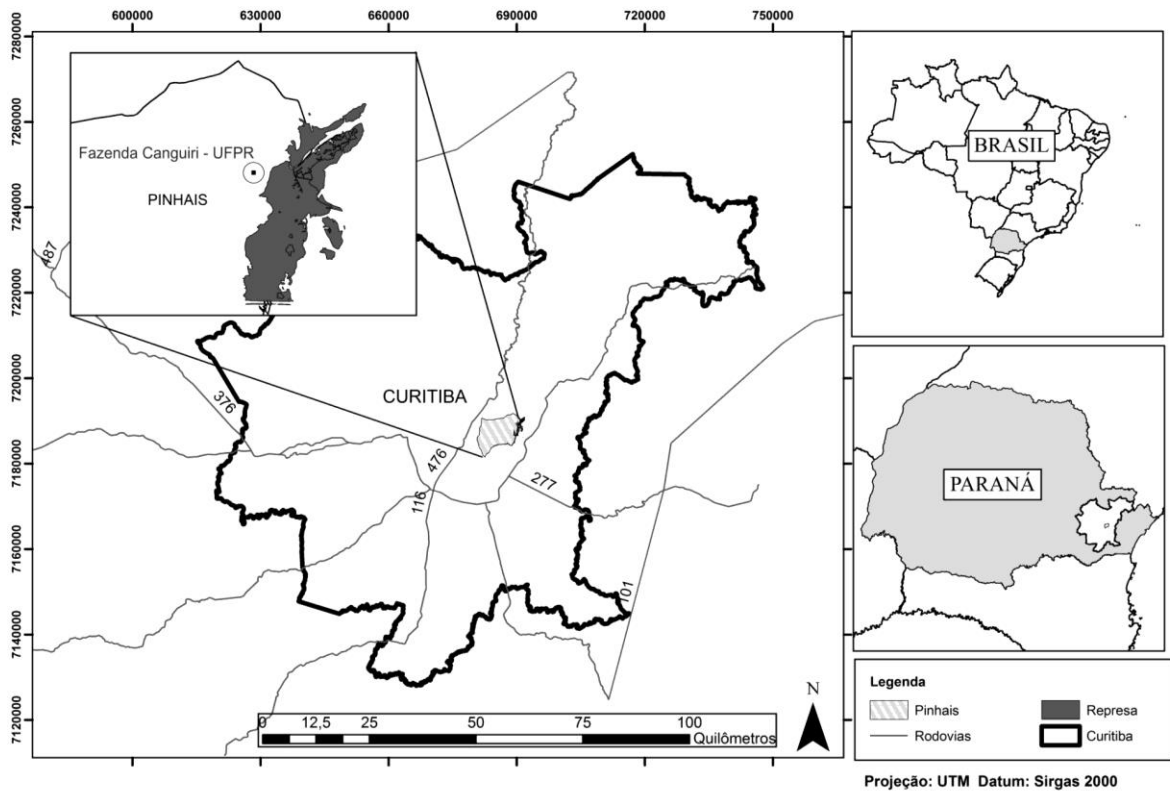 600000 630000 660000 690000 720000 750000
7280000
7260000
7240000
7220000
7200000
7180000
7160000
7140000
7120000
Fazenda Canguiri - UFPR
PINHAIS
487
376
CURITIBA
476
116
277
101
0 12,5 25 50 75 100
Quilômetros
N
BRASIL
PARANÁ
Legenda
Pinhais
Represa
Rodovias
Curitiba
Projeção: UTM Datum: Sirgas 2000